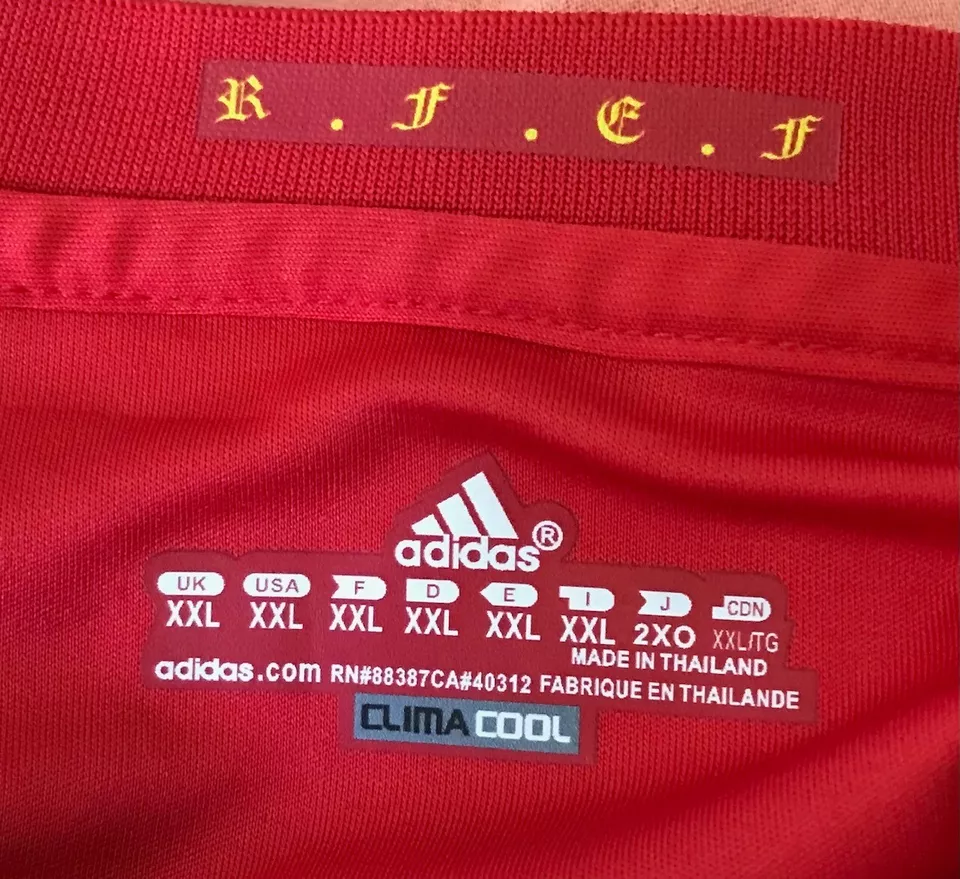 R . F . E . F
adidas®
UK USA F D E I J CDN
XXL XXL XXL XXL XXL XXL 2XO XXL/TG
MADE IN THAILAND
adidas.com RN#88387CA#40312 FABRIQUE EN THAILANDE
CLIMACOOL